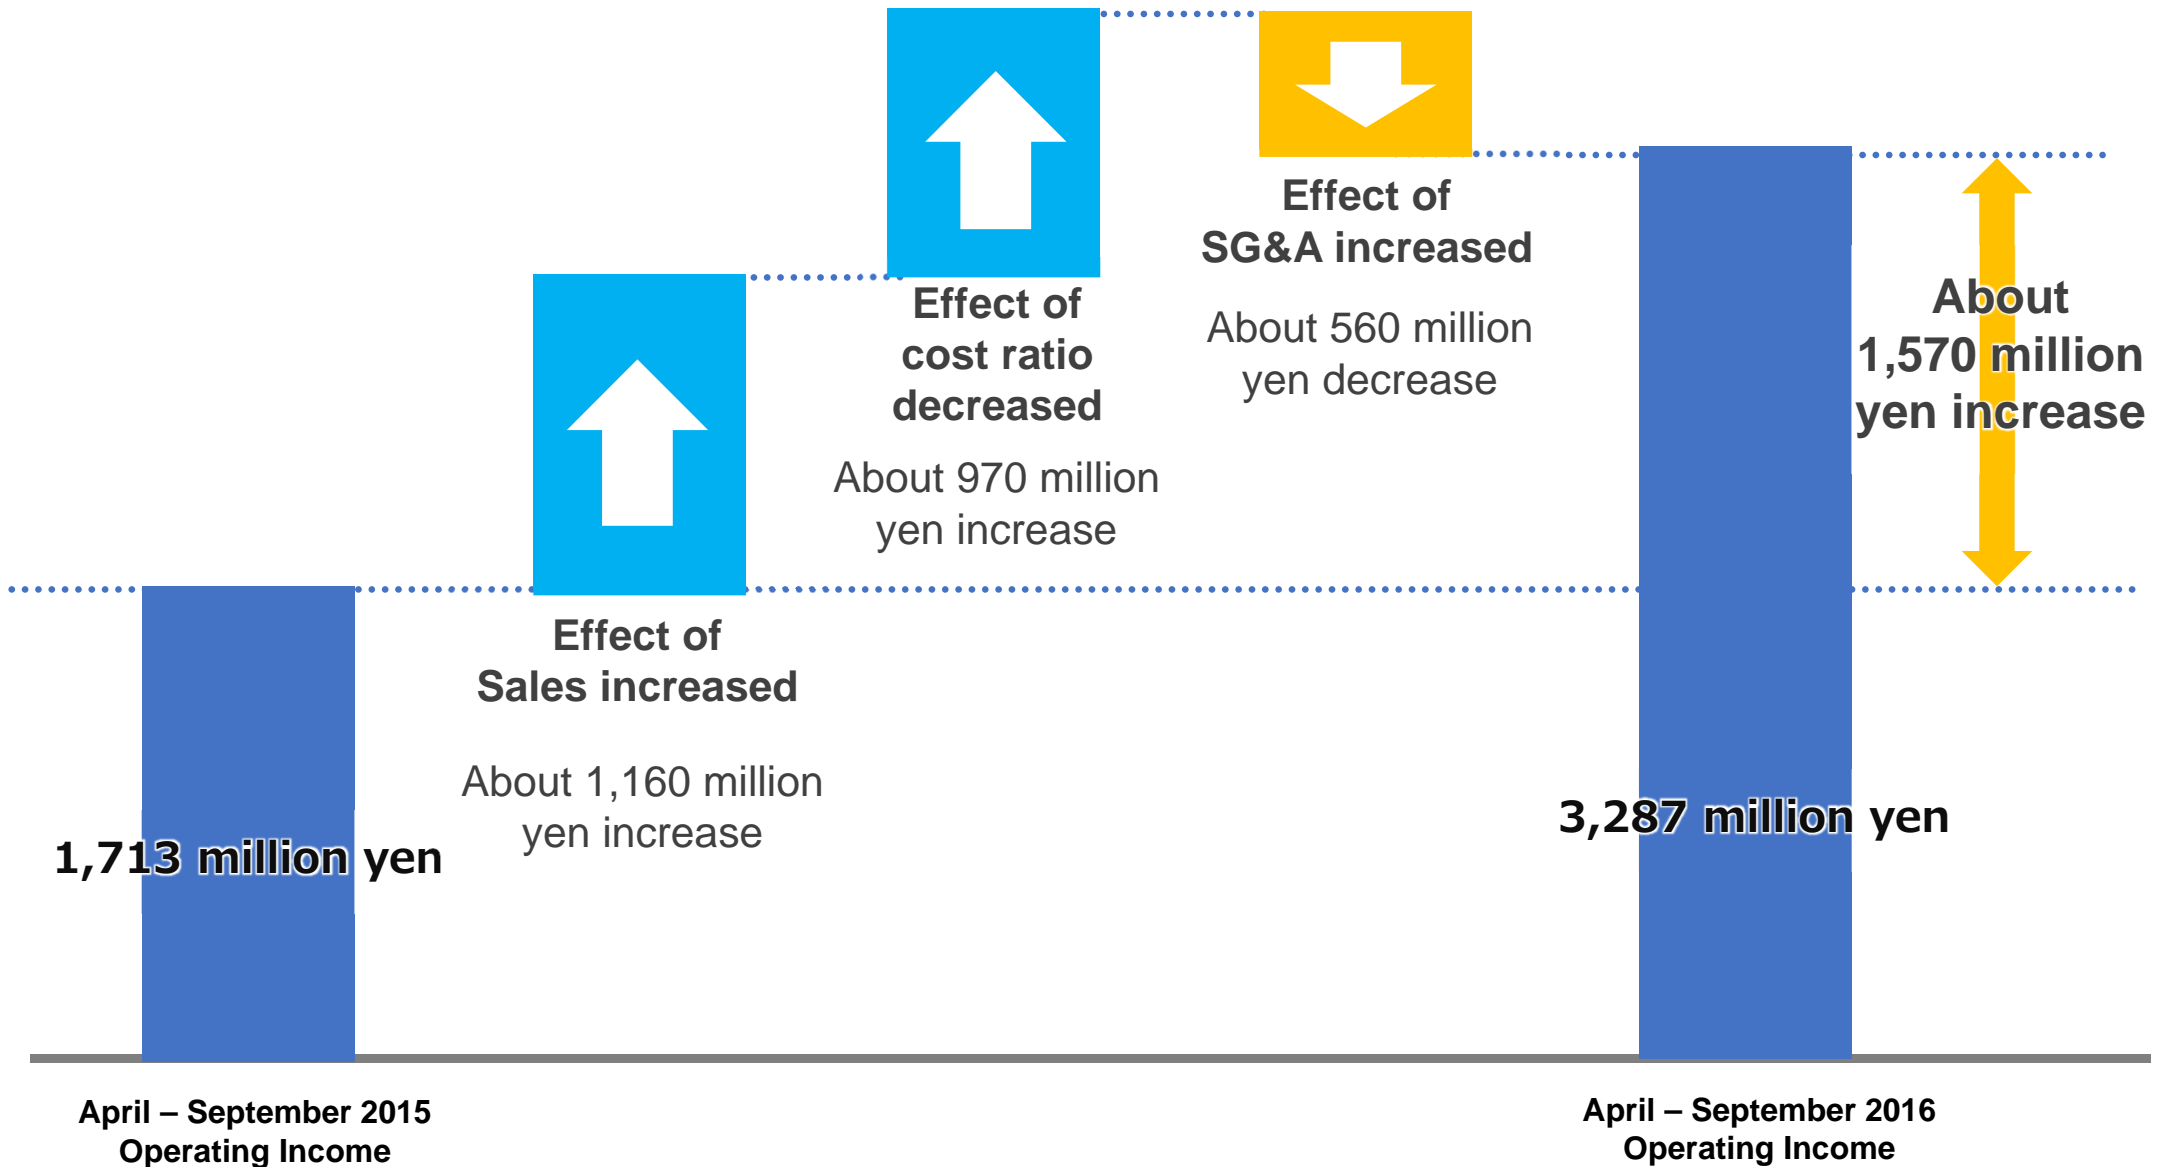 Effect of
SG&A increased
About 560 million
yen decrease
Effect of
cost ratio
decreased
About 970 million
yen increase
About
1,570 million
yen increase
Effect of
Sales increased
About 1,160 million
yen increase
1,713 million yen
3,287 million yen
April – September 2015
Operating Income
April – September 2016
Operating Income